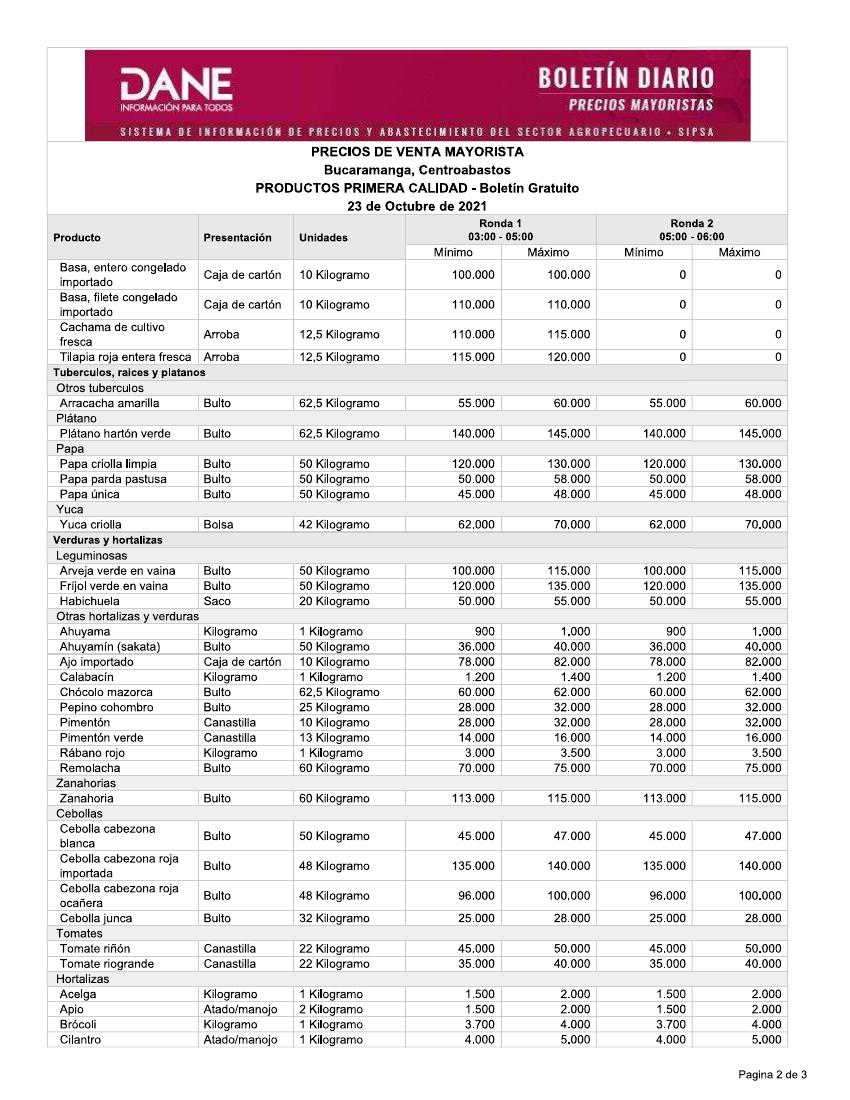 DANE
INFORMACIÓN PARA TODOS
BOLETÍN DIARIO
PRECIOS MAYORISTAS
SISTEMA DE INFORMACIÓN DE PRECIOS Y ABASTECIMIENTO DEL SECTOR AGROPECUARIO • SIPSA
PRECIOS DE VENTA MAYORISTA
Bucaramanga, Centroabastos
PRODUCTOS PRIMERA CALIDAD - Boletín Gratuito
23 de Octubre de 2021
Producto Presentación Unidades Ronda 1 03:00 - 05:00 Ronda 2 05:00 - 06:00
Mínimo Máximo Mínimo Máximo
Basa, entero congelado importado Caja de cartón 10 Kilogramo 100.000 100.000 0 0
Basa, filete congelado importado Caja de cartón 10 Kilogramo 110.000 110.000 0 0
Cachama de cultivo fresca Arroba 12,5 Kilogramo 110.000 115.000 0 0
Tilapia roja entera fresca Arroba 12,5 Kilogramo 115.000 120.000 0 0
Tuberculos, raices y platanos
Otros tuberculos
Arracacha amarilla Bulto 62,5 Kilogramo 55.000 60.000 55.000 60.000
Plátano
Plátano hartón verde Bulto 62,5 Kilogramo 140.000 145.000 140.000 145.000
Papa
Papa criolla limpia Bulto 50 Kilogramo 120.000 130.000 120.000 130.000
Papa parda pastusa Bulto 50 Kilogramo 50.000 58.000 50.000 58.000
Papa única Bulto 50 Kilogramo 45.000 48.000 45.000 48.000
Yuca
Yuca criolla Bolsa 42 Kilogramo 62.000 70.000 62.000 70.000
Verduras y hortalizas
Leguminosas
Arveja verde en vaina Bulto 50 Kilogramo 100.000 115.000 100.000 115.000
Fríjol verde en vaina Bulto 50 Kilogramo 120.000 135.000 120.000 135.000
Habichuela Saco 20 Kilogramo 50.000 55.000 50.000 55.000
Otras hortalizas y verduras
Ahuyama Kilogramo 1 Kilogramo 900 1.000 900 1.000
Ahuyamín (sakata) Bulto 50 Kilogramo 36.000 40.000 36.000 40.000
Ajo importado Caja de cartón 10 Kilogramo 78.000 82.000 78.000 82.000
Calabacín Kilogramo 1 Kilogramo 1.200 1.400 1.200 1.400
Chócolo mazorca Bulto 62,5 Kilogramo 60.000 62.000 60.000 62.000
Pepino cohombro Bulto 25 Kilogramo 28.000 32.000 28.000 32.000
Pimentón Canastilla 10 Kilogramo 28.000 32.000 28.000 32.000
Pimentón verde Canastilla 13 Kilogramo 14.000 16.000 14.000 16.000
Rábano rojo Kilogramo 1 Kilogramo 3.000 3.500 3.000 3.500
Remolacha Bulto 60 Kilogramo 70.000 75.000 70.000 75.000
Zanahorias
Zanahoria Bulto 60 Kilogramo 113.000 115.000 113.000 115.000
Cebollas
Cebolla cabezona blanca Bulto 50 Kilogramo 45.000 47.000 45.000 47.000
Cebolla cabezona roja importada Bulto 48 Kilogramo 135.000 140.000 135.000 140.000
Cebolla cabezona roja ocañera Bulto 48 Kilogramo 96.000 100.000 96.000 100.000
Cebolla junca Bulto 32 Kilogramo 25.000 28.000 25.000 28.000
Tomates
Tomate riñón Canastilla 22 Kilogramo 45.000 50.000 45.000 50.000
Tomate riogrande Canastilla 22 Kilogramo 35.000 40.000 35.000 40.000
Hortalizas
Acelga Kilogramo 1 Kilogramo 1.500 2.000 1.500 2.000
Apio Atado/manojo 2 Kilogramo 1.500 2.000 1.500 2.000
Brócoli Kilogramo 1 Kilogramo 3.700 4.000 3.700 4.000
Cilantro Atado/manojo 1 Kilogramo 4.000 5.000 4.000 5.000
Pagina 2 de 3